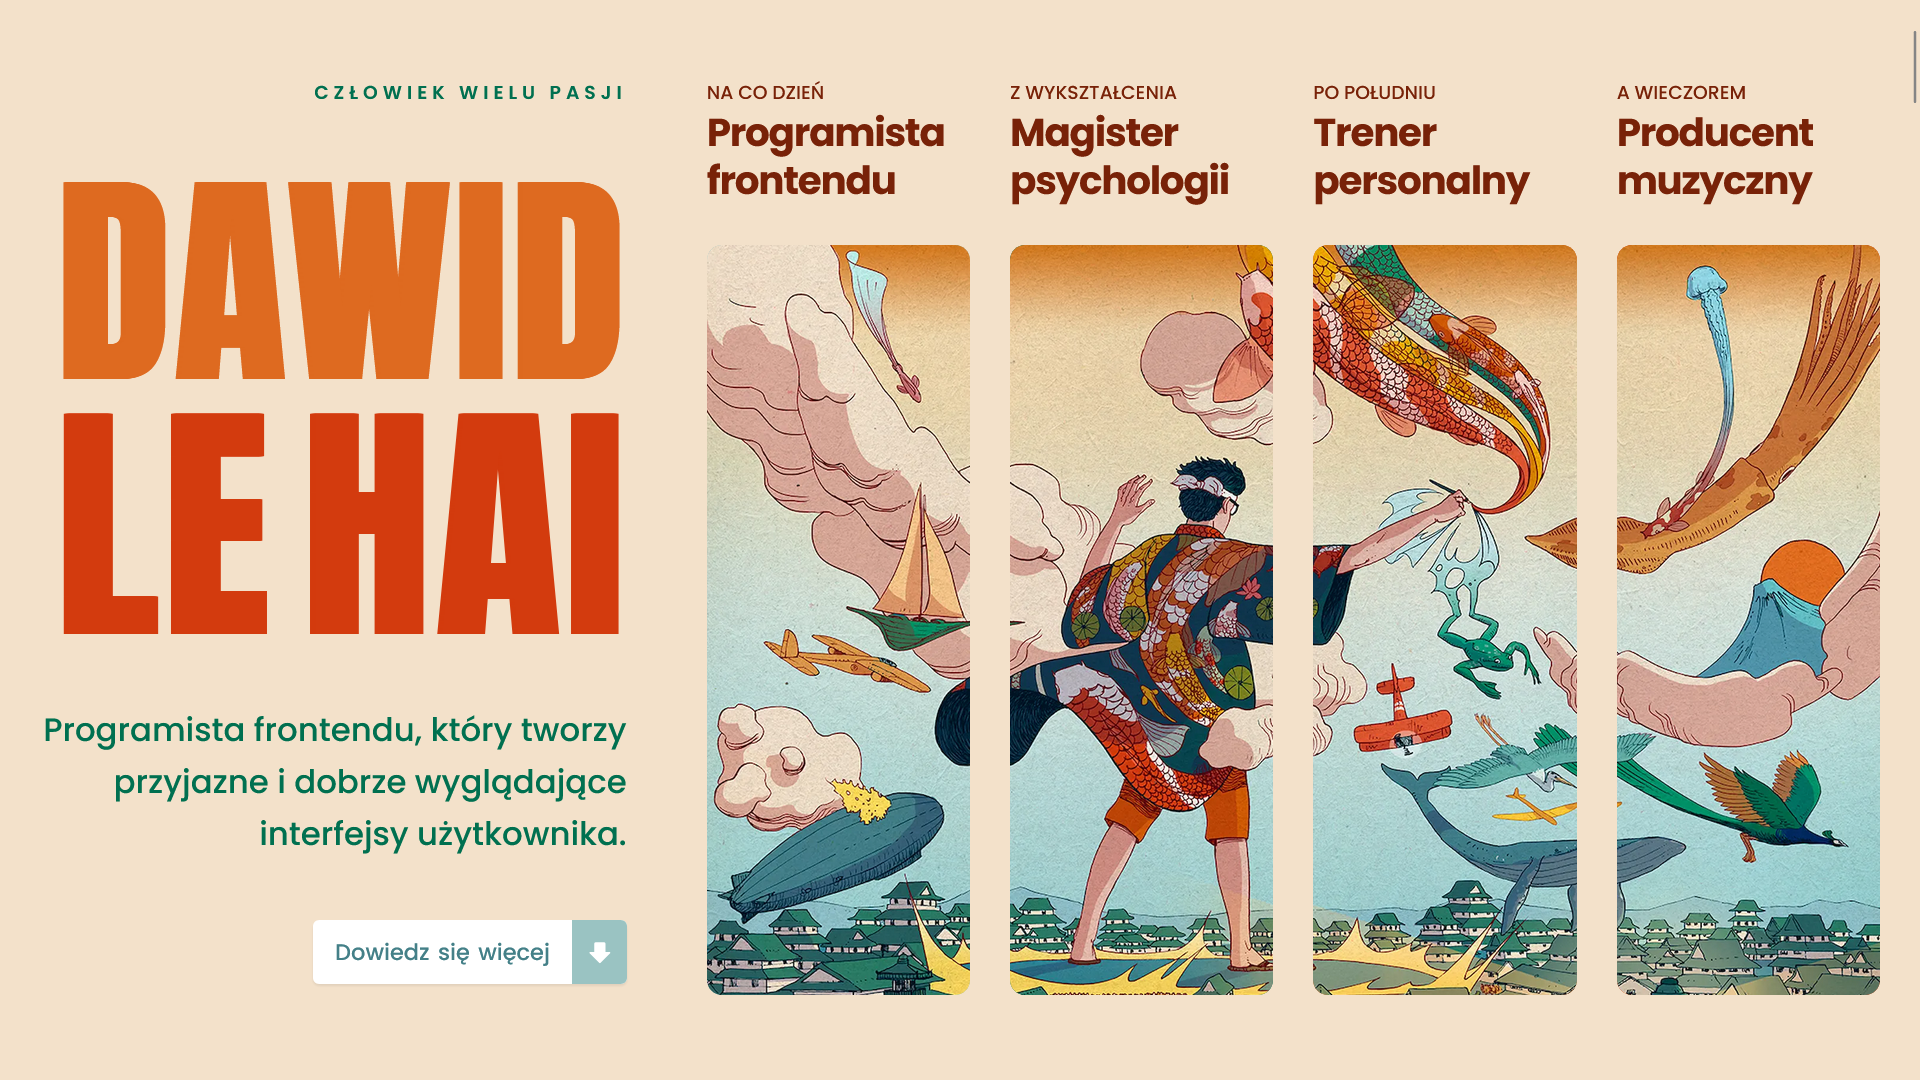 CZŁOWIEK WIELU PASJI
DAWID
LE HAI
Programista frontendu, który tworzy
przyjazne i dobrze wyglądające
interfejsy użytkownika.
Dowiedz się więcej
NA CO DZIEŃ
Programista
frontendu
Z WYKSZTAŁCENIA
Magister
psychologii
PO POŁUDNIU
Trener
personalny
A WIECZOREM
Producent
muzyczny